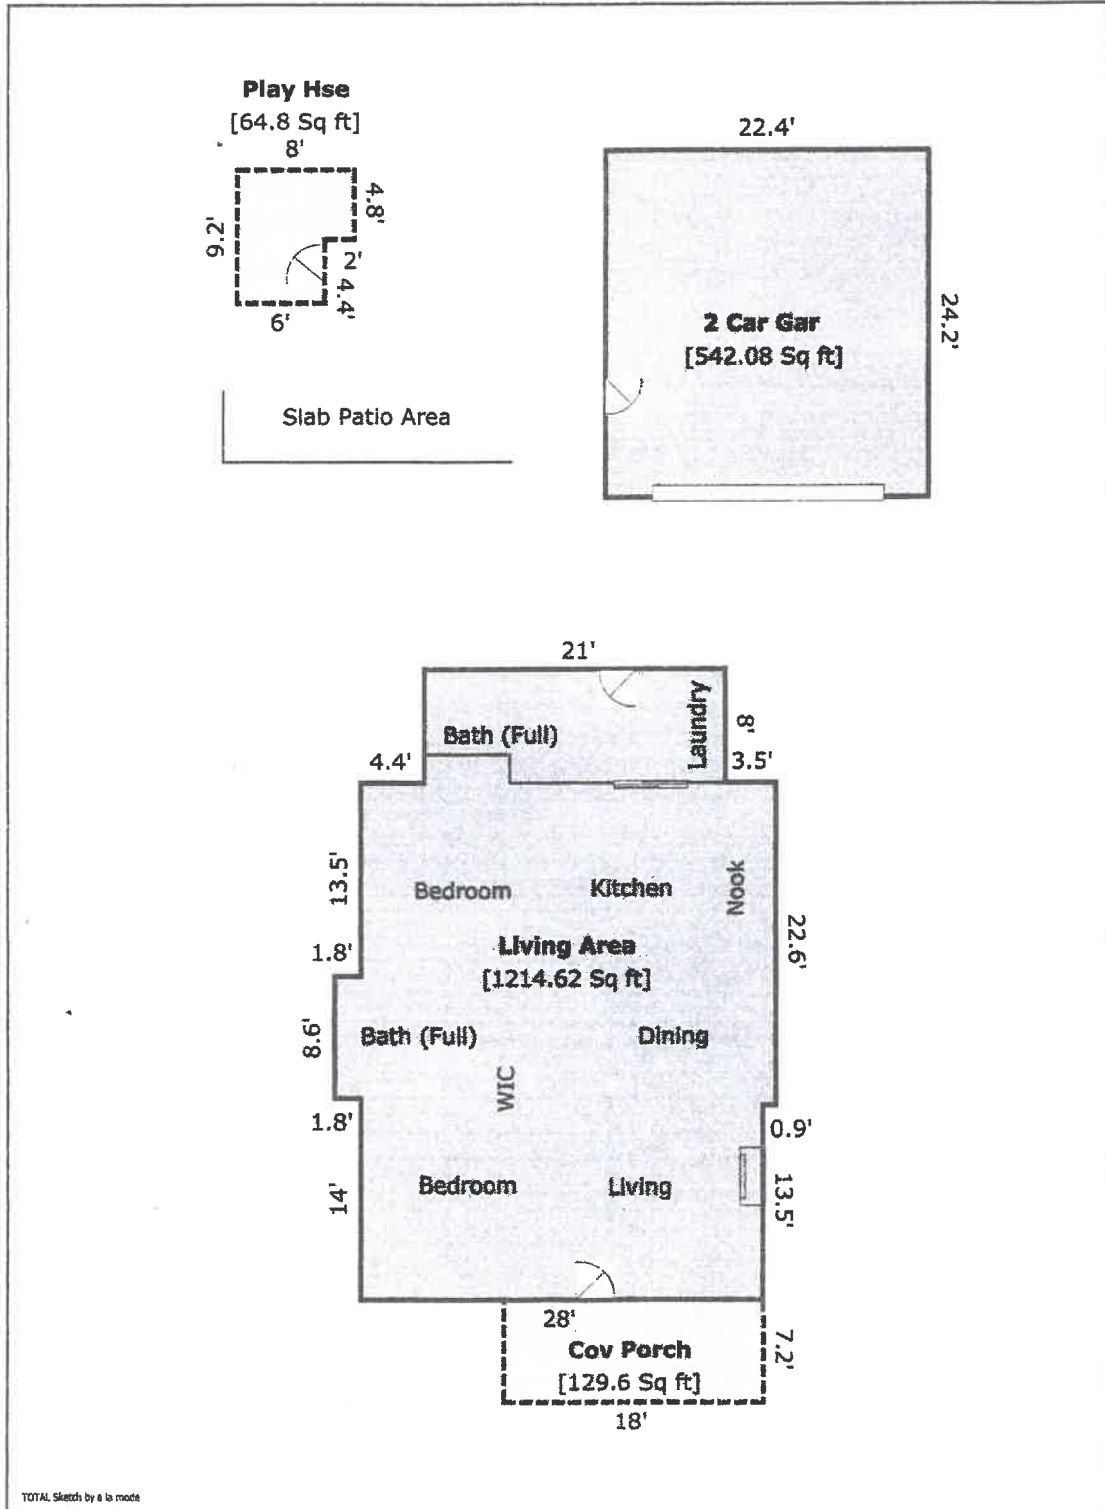 Play Hse
[64.8 Sq ft]
8'
4.8'
9.2'
2'
4.4'
6'
Slab Patio Area
22.4'
2 Car Gar
[542.08 Sq ft]
24.2'
21'
Bath (Full)
Laundry
8'
4.4'
3.5'
13.5'
Bedroom
Kitchen
Nook
22.6'
Living Area
[1214.62 Sq ft]
1.8'
8.6'
Bath (Full)
Dining
WIC
1.8'
0.9'
14'
Bedroom
Living
13.5'
28'
Cov Porch
[129.6 Sq ft]
7.2'
18'
TOTAL Sketch by a la mode